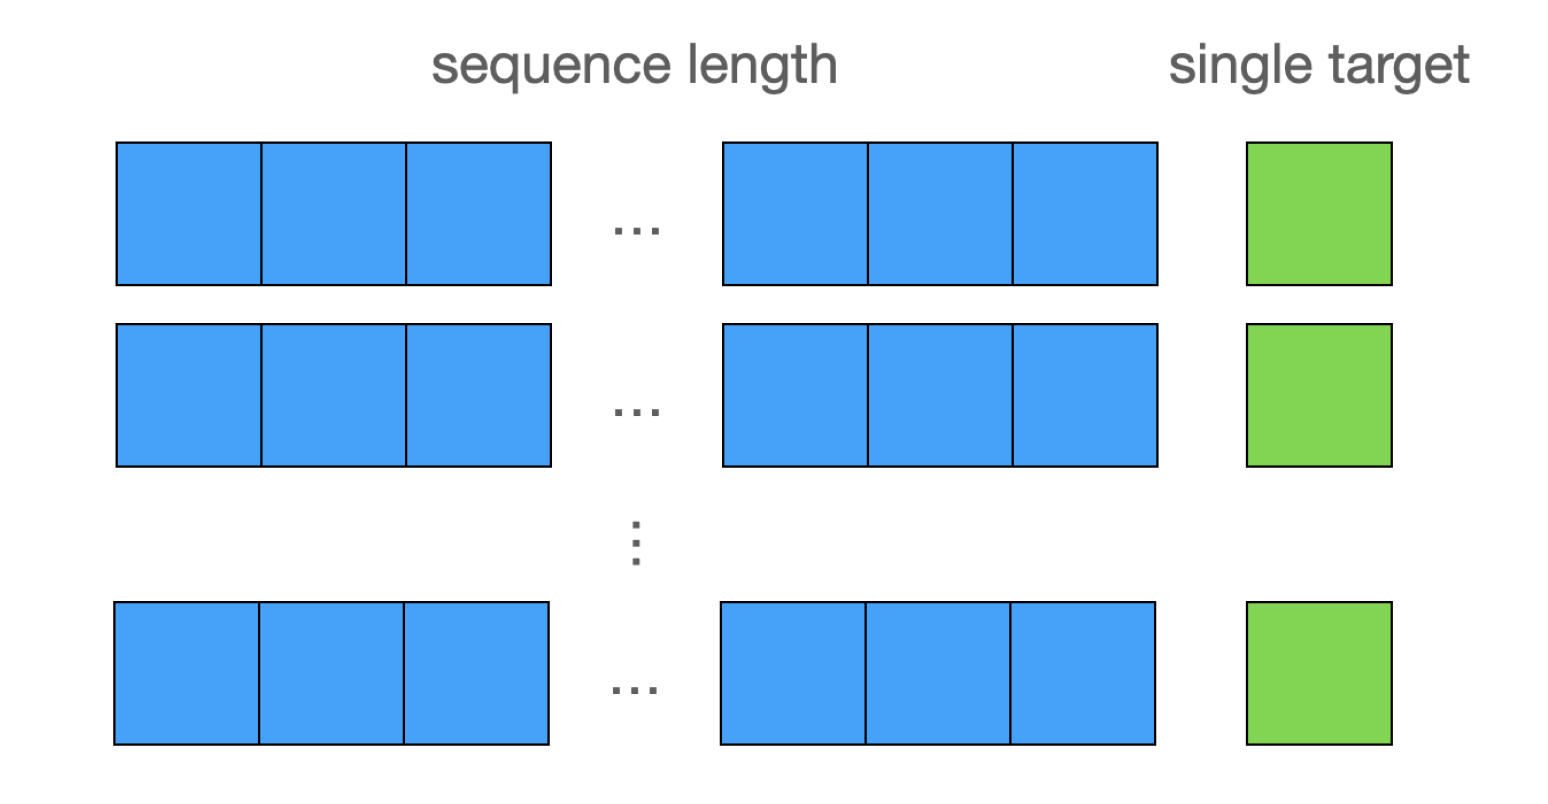 sequence length
single target
...
...
⋮
...